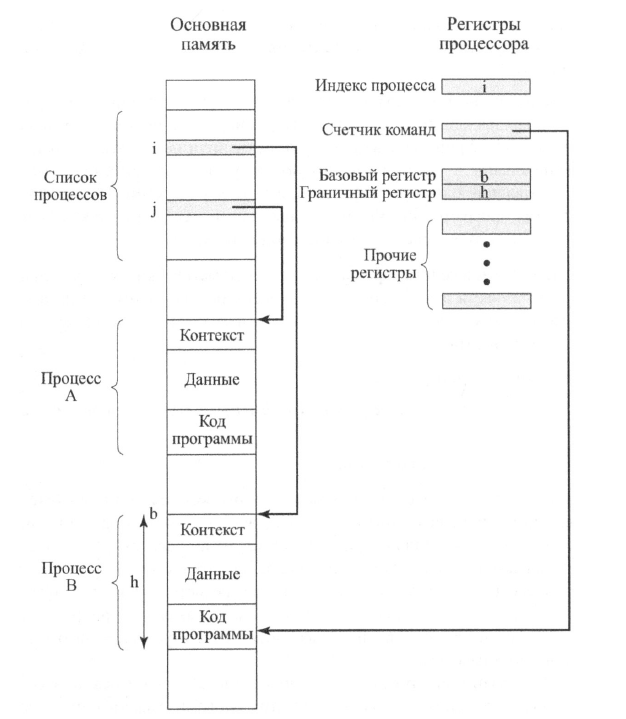 Основная
память
Регистры
процессора
Индекс процесса
i
Счетчик команд
Базовый регистр
b
Граничный регистр
h
Прочие
регистры
Список
процессов
i
j
Процесс
A
Контекст
Данные
Код
программы
Процесс
B
b
h
Контекст
Данные
Код
программы